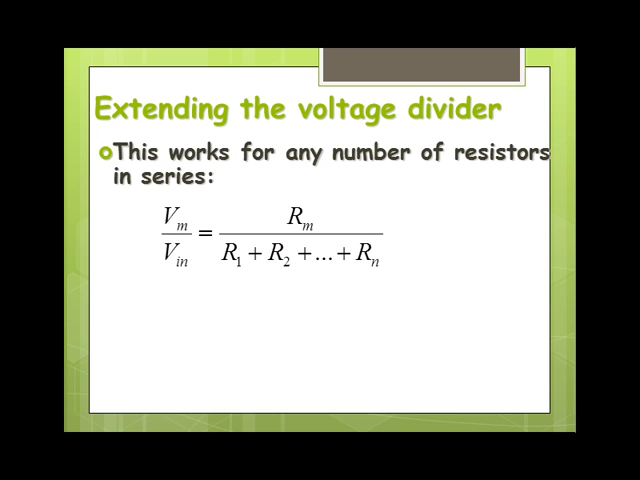 Extending the voltage divider
This works for any number of resistors
in series:
V_m / V_in = R_m / (R_1 + R_2 + ... + R_n)